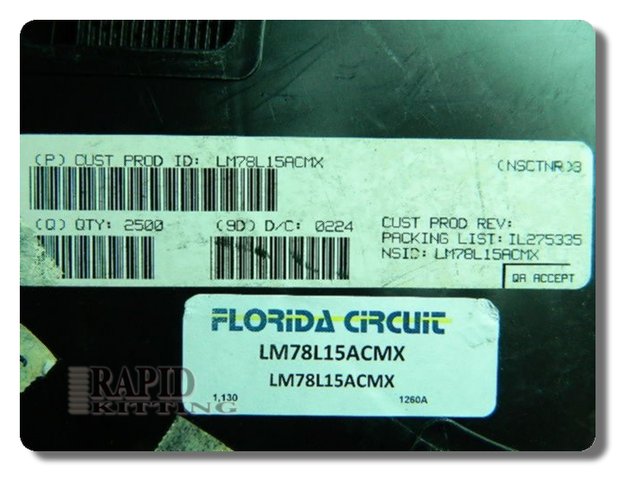 (P) CUST PROD ID: LM78L15ACMX
(NSCTNR)3
(Q) QTY: 2500
(9D) D/C: 0224
CUST PROD REV:
PACKING LIST: IL275335
NSID: LM78L15ACMX
QA ACCEPT
FLORIDA CIRCUIT
LM78L15ACMX
LM78L15ACMX
1,130
1260A
RAPID
KITTING